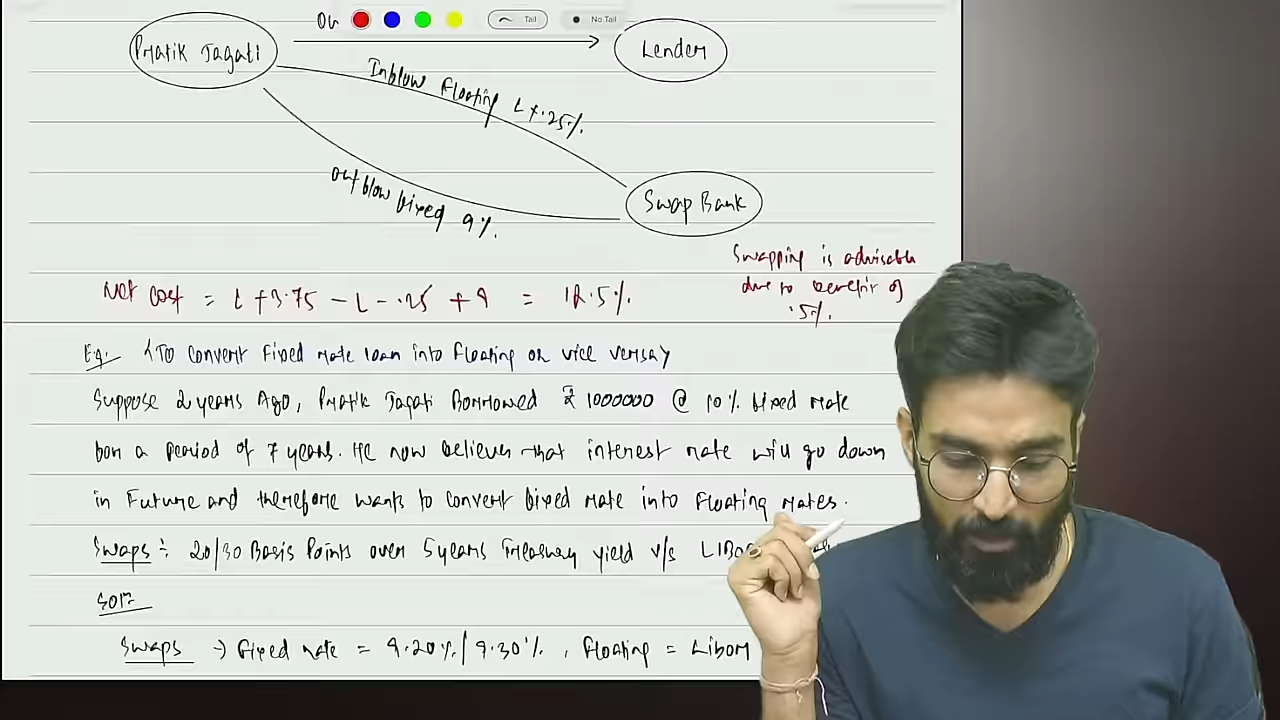 Ou
Tail
No Tail
Pratik Jagati
Lender
Inflow Floating L+.25%
Outflow fixed 9%.
Swap Bank
Swapping is advisable
due to benefit of
.5%.
Net Cost = L + 3.75 - L - .25 + 9 = 12.5%
Eg:- <To Convert Fixed Rate loan into Floating or vice versa>
Suppose 2 years Ago, Pratik Jagati Borrowed ₹ 1000000 @ 10% fixed rate
for a period of 7 years. He now believes that interest rate will go down
in Future and therefore wants to convert fixed rate into Floating rates.
Swaps :- 20/30 Basis Points over 5 years Treasury yield v/s
Sol:-
Swaps → Fixed rate = 9.20% / 9.30%, Floating = Libor